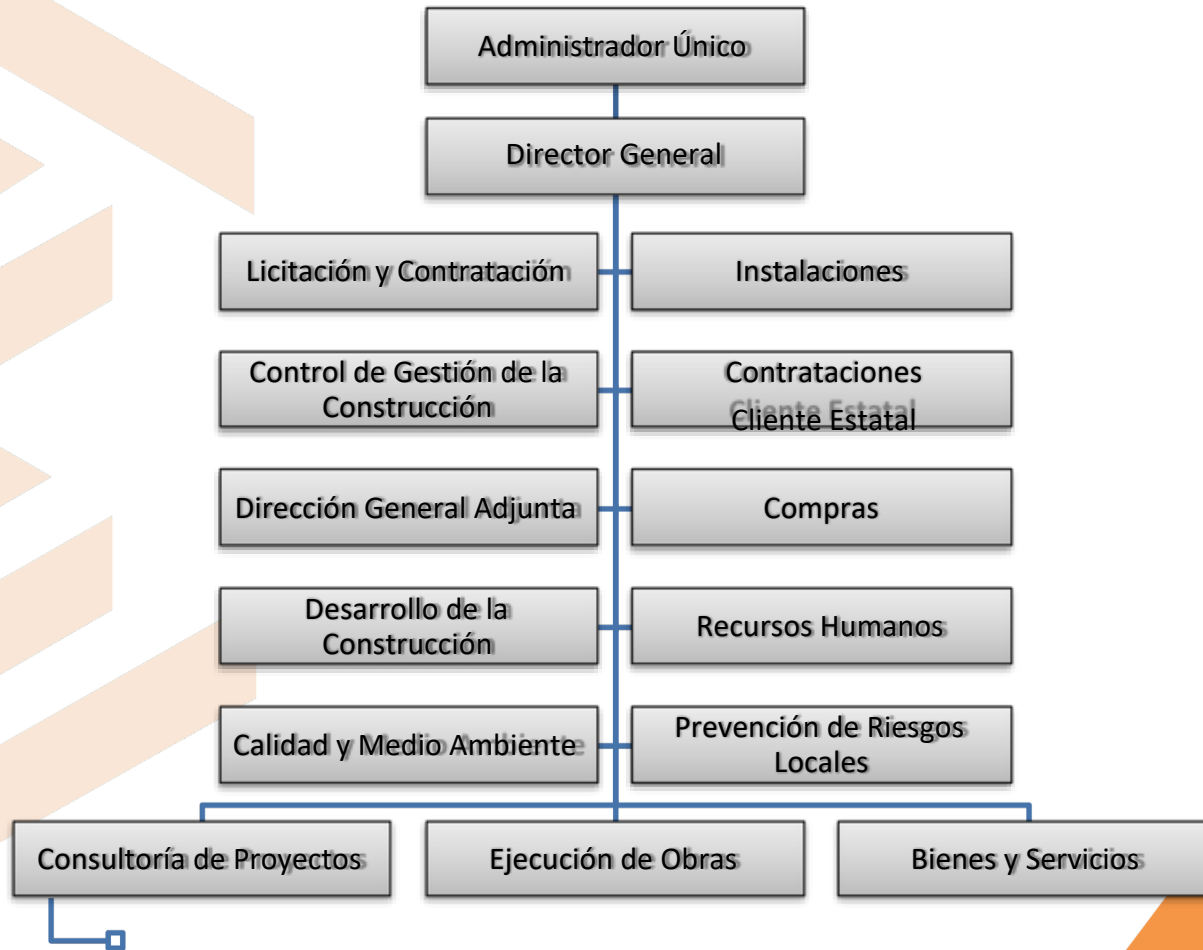 Administrador Único
Director General
Licitación y Contratación
Instalaciones
Control de Gestión de la
Construcción
Contrataciones
Cliente Estatal
Dirección General Adjunta
Compras
Desarrollo de la
Construcción
Recursos Humanos
Calidad y Medio Ambiente
Prevención de Riesgos
Locales
Consultoría de Proyectos
Ejecución de Obras
Bienes y Servicios